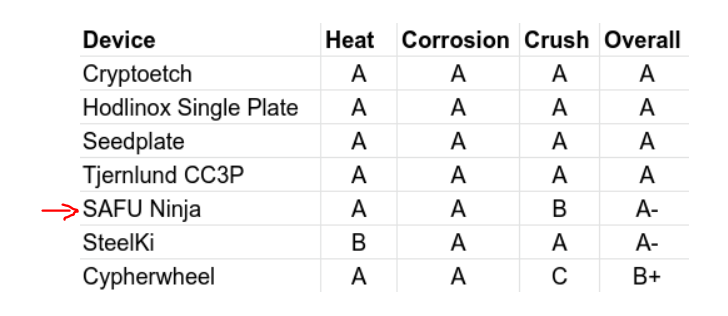 Device Heat Corrosion Crush Overall
Cryptoetch A A A A
Hodlinox Single Plate A A A A
Seedplate A A A A
Tjernlund CC3P A A A A
SAFU Ninja A A B A-
SteelKi B A A A-
Cypherwheel A A C B+